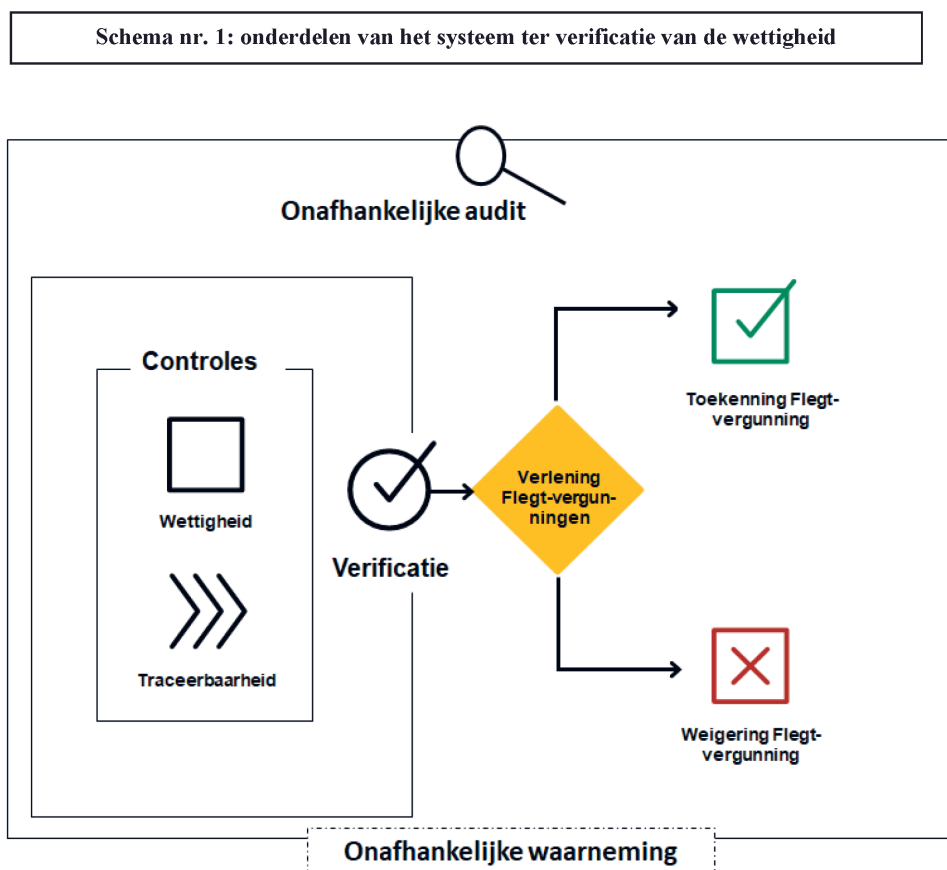 Schema nr. 1: onderdelen van het systeem ter verificatie van de wettigheid
Onafhankelijke audit
Controles
Wettigheid
Traceerbaarheid
Verificatie
Verlening
Flegt-vergun-
ningen
Toekenning Flegt-
vergunning
Weigering Flegt-
vergunning
Onafhankelijke waarneming